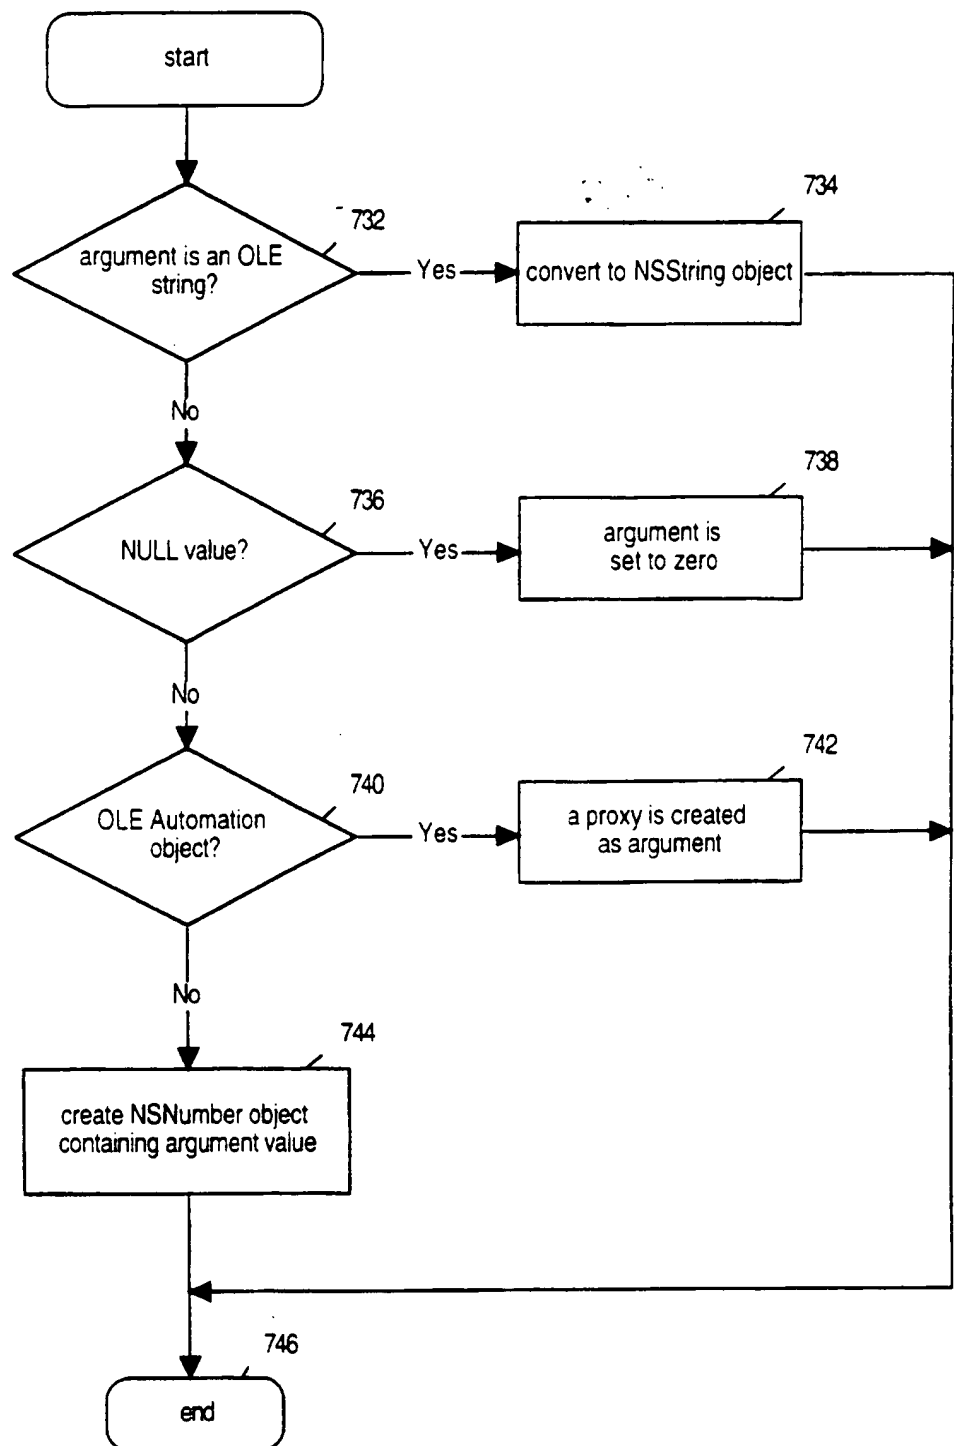 start
732
argument is an OLE
string?
Yes
734
convert to NSString object
No
736
NULL value?
Yes
738
argument is
set to zero
No
740
OLE Automation
object?
Yes
742
a proxy is created
as argument
No
744
create NSNumber object
containing argument value
746
end